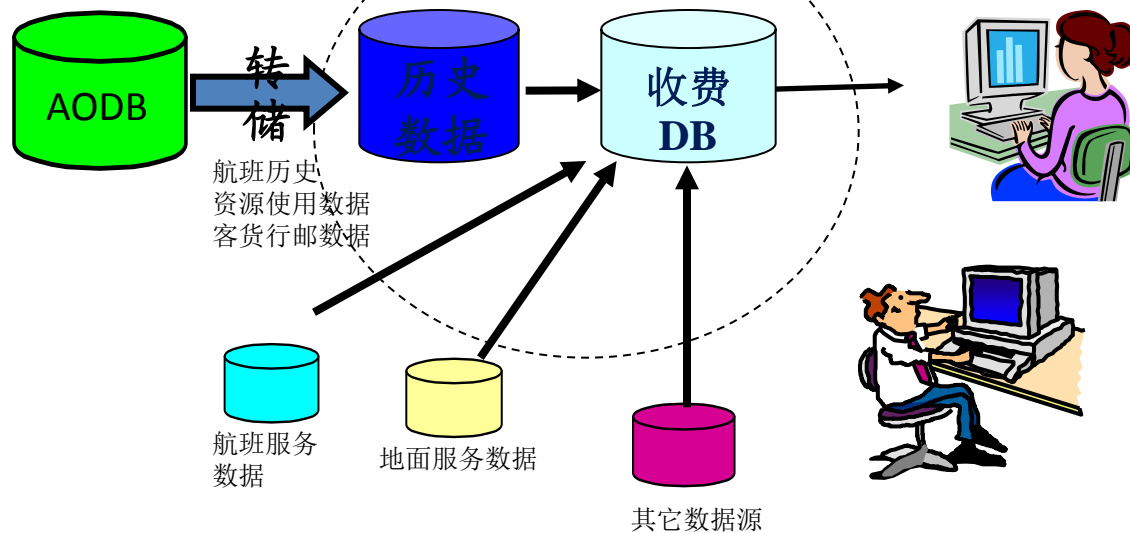 AODB
转
储
历史
数据
收费
DB
航班历史
资源使用数据
客货行邮数据
航班服务
数据
地面服务数据
其它数据源